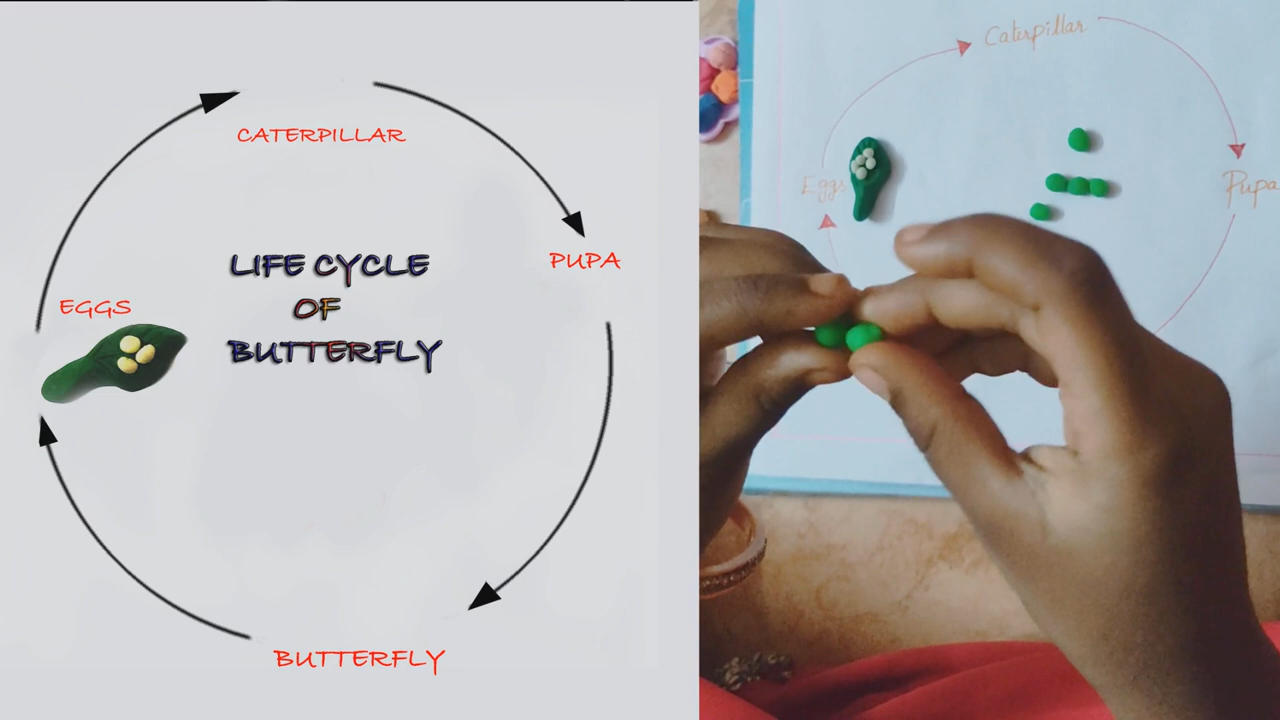 CATERPILLAR
LIFE CYCLE
OF
BUTTERFLY
PUPA
EGGS
BUTTERFLY
Caterpillar
Eggs
Pupa